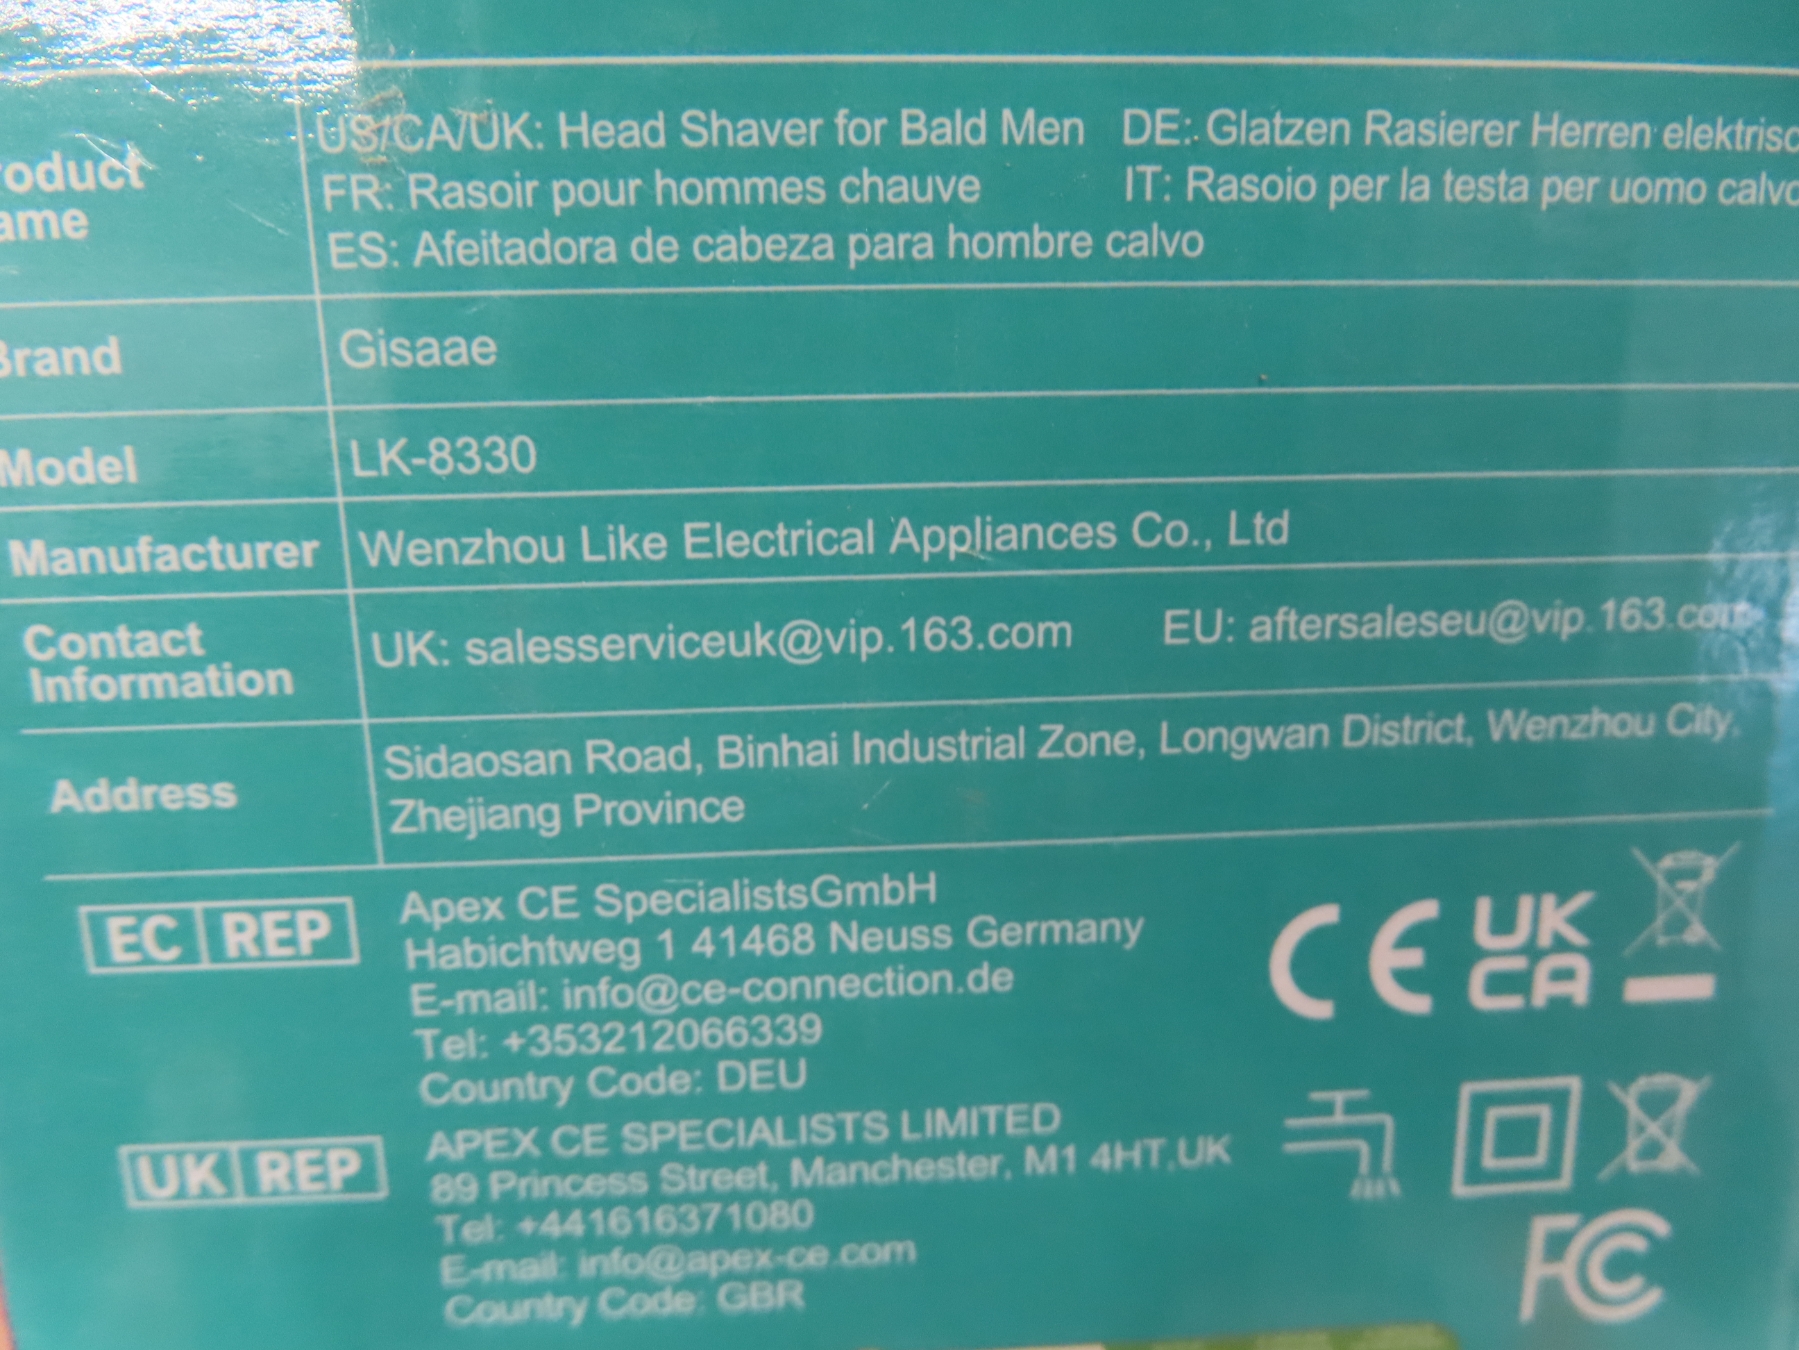 US/CA/UK: Head Shaver for Bald Men DE: Glatzen Rasierer Herren elektrisc
oduct
ame
FR: Rasoir pour hommes chauve IT: Rasoio per la testa per uomo calvo
ES: Afeitadora de cabeza para hombre calvo
Brand Gisaae
Model LK-8330
Manufacturer Wenzhou Like Electrical Appliances Co., Ltd
Contact
Information
UK: salesserviceuk@vip.163.com EU: aftersaleseu@vip.163.com
Address
Sidaosan Road, Binhai Industrial Zone, Longwan District, Wenzhou City,
Zhejiang Province
EC REP
Apex CE SpecialistsGmbH
Habichtweg 1 41468 Neuss Germany
E-mail: info@ce-connection.de
Tel: +353212066339
Country Code: DEU
CE UK
CA
UK REP
APEX CE SPECIALISTS LIMITED
89 Princess Street, Manchester, M1 4HT,UK
Tel: +441616371080
E-mail: info@apex-ce.com
Country Code: GBR
FC